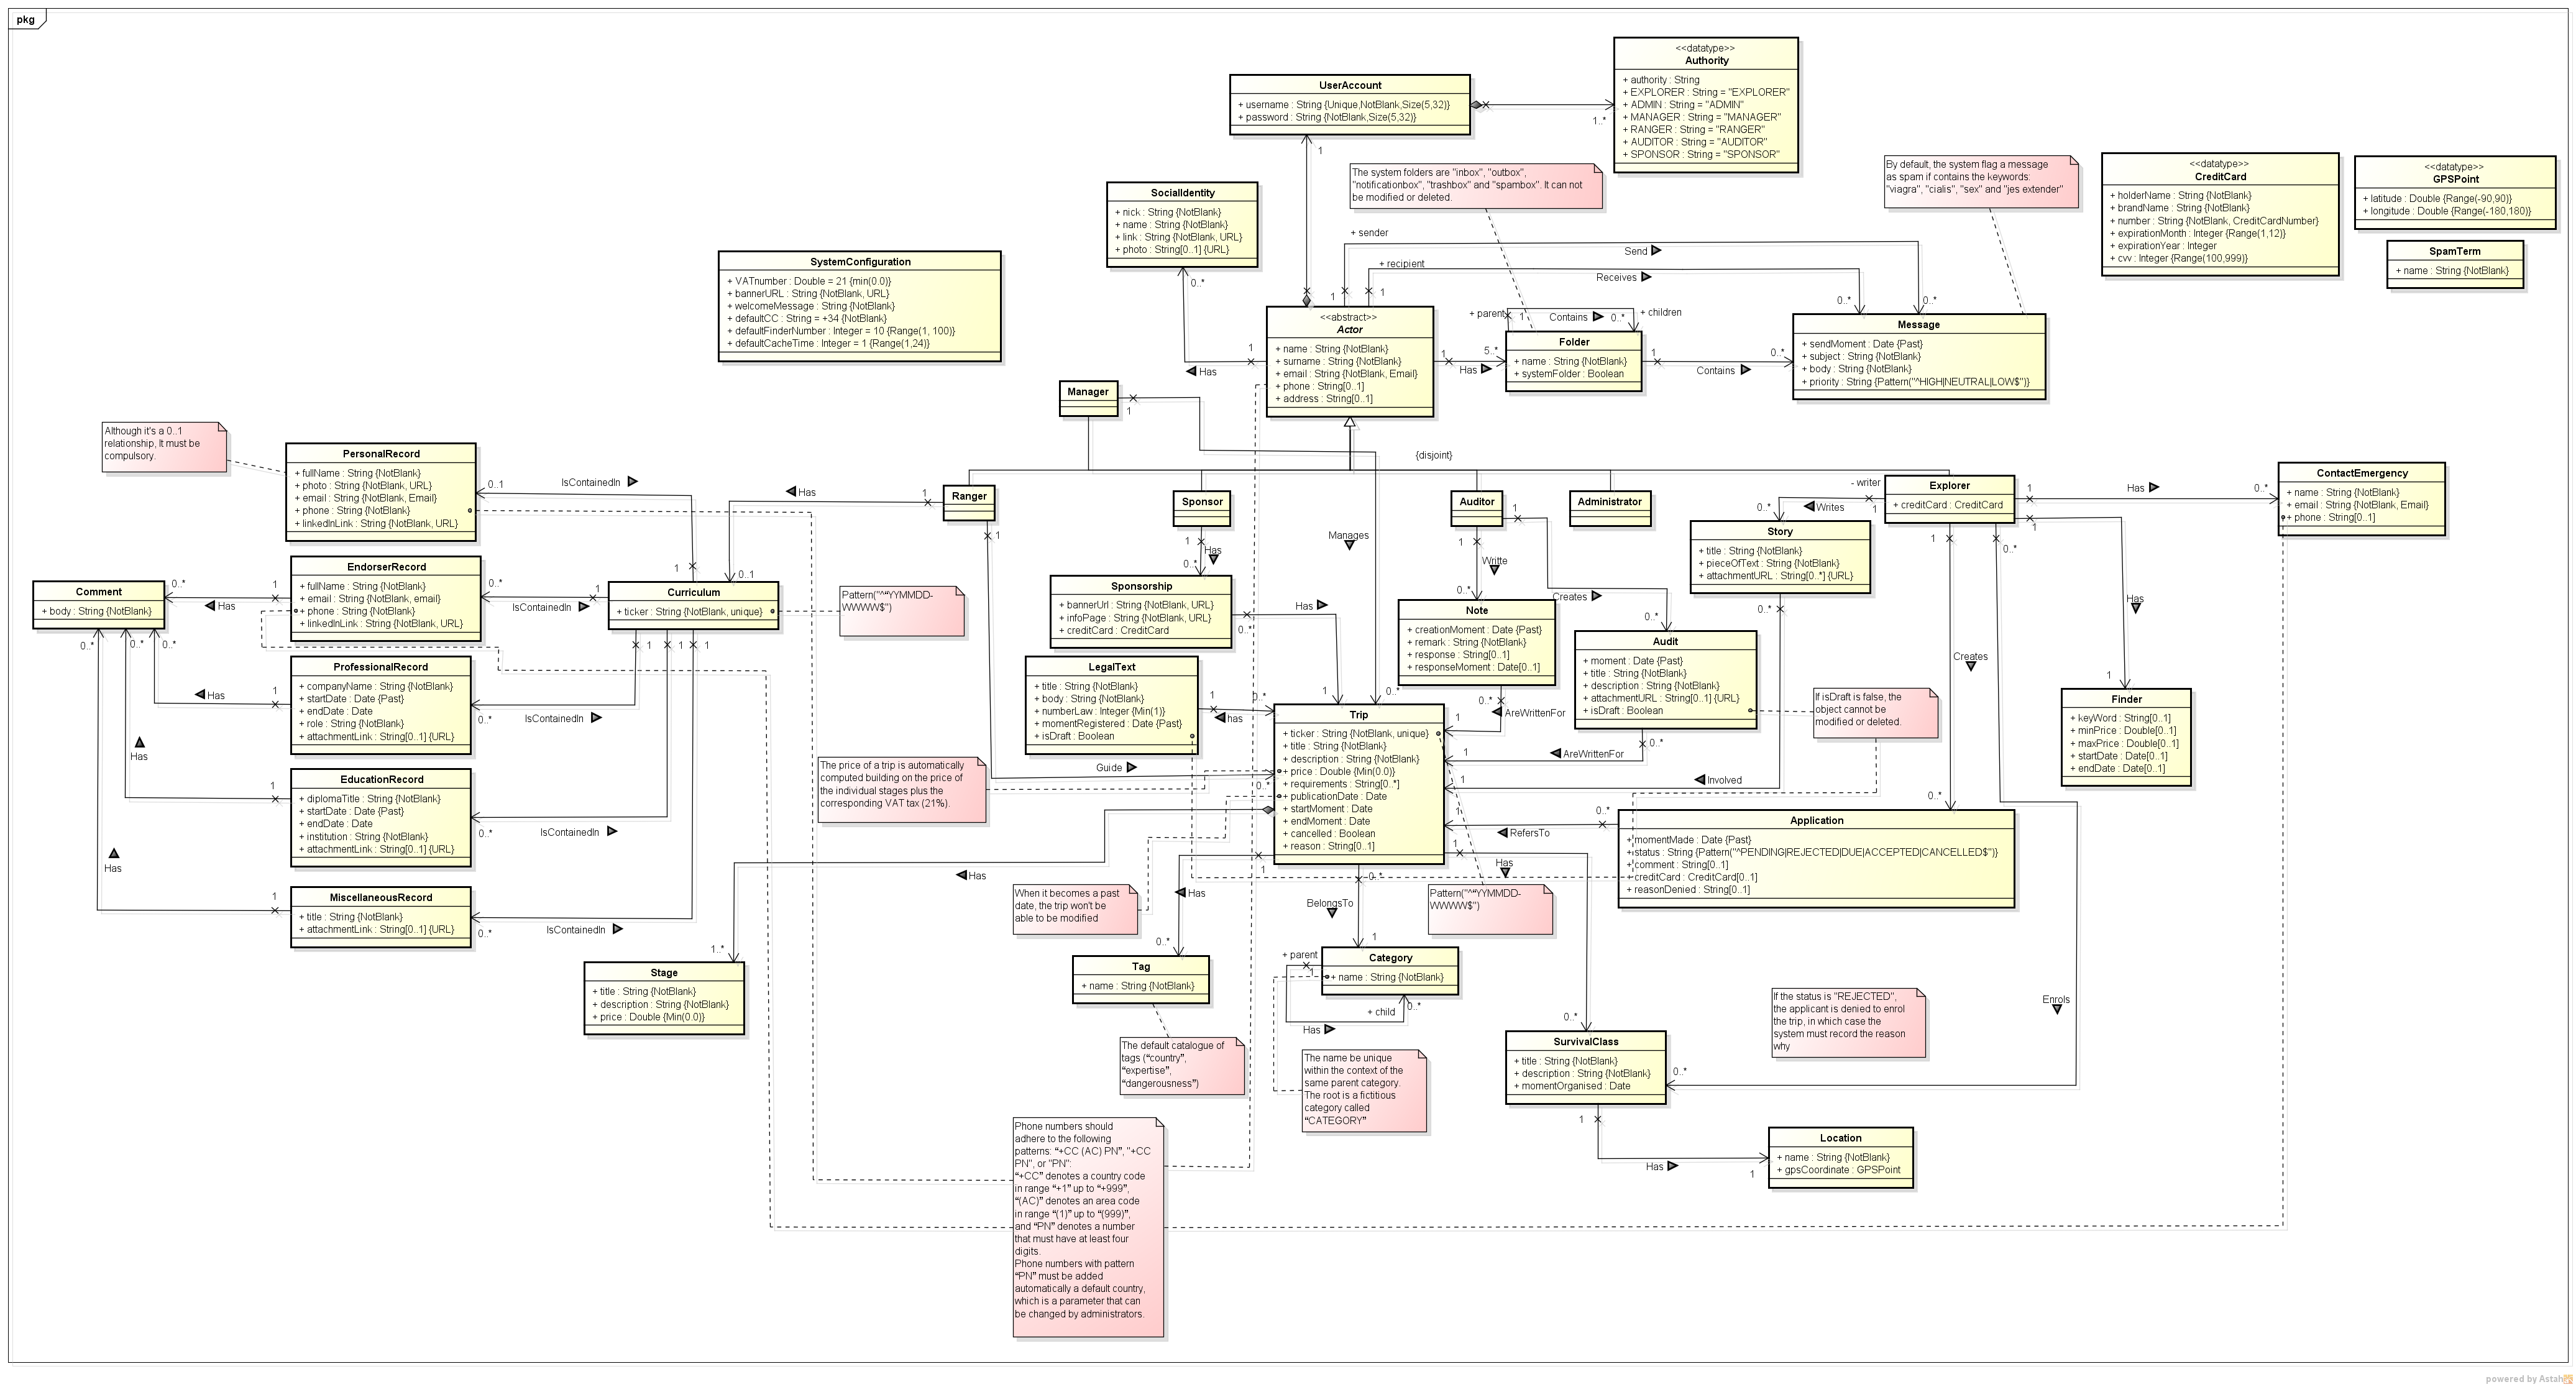 pkg
<<datatype>>
Authority
+ authority : String
+ EXPLORER : String = "EXPLORER"
+ ADMIN : String = "ADMIN"
+ MANAGER : String = "MANAGER"
+ RANGER : String = "RANGER"
+ AUDITOR : String = "AUDITOR"
+ SPONSOR : String = "SPONSOR"
UserAccount
+ username : String {Unique,NotBlank,Size(5,32)}
+ password : String {NotBlank,Size(5,32)}
1..*
1
The system folders are "inbox", "outbox",
"notificationbox", "trashbox" and "spambox". It can not
be modified or deleted.
By default, the system flag a message
as spam if contains the keywords:
"viagra", "cialis", "sex" and "jes extender"
<<datatype>>
CreditCard
+ holderName : String {NotBlank}
+ brandName : String {NotBlank}
+ number : String {NotBlank, CreditCardNumber}
+ expirationMonth : Integer {Range(1,12)}
+ expirationYear : Integer
+ cvv : Integer {Range(100,999)}
<<datatype>>
GPSPoint
+ latitude : Double {Range(-90,90)}
+ longitude : Double {Range(-180,180)}
SpamTerm
+ name : String {NotBlank}
SocialIdentity
+ nick : String {NotBlank}
+ name : String {NotBlank}
+ link : String {NotBlank, URL}
+ photo : String[0..1] {URL}
0..*
1
Has
SystemConfiguration
+ VATnumber : Double = 21 {min(0.0)}
+ bannerURL : String {NotBlank, URL}
+ welcomeMessage : String {NotBlank}
+ defaultCC : String = +34 {NotBlank}
+ defaultFinderNumber : Integer = 10 {Range(1, 100)}
+ defaultCacheTime : Integer = 1 {Range(1,24)}
+ sender
Send
+ recipient
Receives
1
1
0..*
0..*
<<abstract>>
Actor
+ name : String {NotBlank}
+ surname : String {NotBlank}
+ email : String {NotBlank, Email}
+ phone : String[0..1]
+ address : String[0..1]
1
5..*
Has
+ parent
1
Contains
0..*
+ children
Folder
+ name : String {NotBlank}
+ systemFolder : Boolean
1
0..*
Contains
Message
+ sendMoment : Date {Past}
+ subject : String {NotBlank}
+ body : String {NotBlank}
+ priority : String {Pattern("^HIGH|NEUTRAL|LOW$")}
Manager
1
{disjoint}
Although it's a 0..1
relationship, It must be
compulsory.
PersonalRecord
+ fullName : String {NotBlank}
+ photo : String {NotBlank, URL}
+ email : String {NotBlank, Email}
+ phone : String {NotBlank}
+ linkedInLink : String {NotBlank, URL}
0..1
IsContainedIn
1
Has
1
Ranger
1
Sponsor
1
Has
0..*
Manages
Auditor
1
1
Writte
0..*
Administrator
- writer
0..*
Writes
1
Explorer
+ creditCard : CreditCard
1
Has
0..*
1
1
0..*
ContactEmergency
+ name : String {NotBlank}
+ email : String {NotBlank, Email}
+ phone : String[0..1]
Story
+ title : String {NotBlank}
+ pieceOfText : String {NotBlank}
+ attachmentURL : String[0..*] {URL}
0..*
Comment
+ body : String {NotBlank}
0..*
0..*
0..*
0..*
Has
1
EndorserRecord
+ fullName : String {NotBlank}
+ email : String {NotBlank, email}
+ phone : String {NotBlank}
+ linkedInLink : String {NotBlank, URL}
0..*
IsContainedIn
1
0..1
Curriculum
+ ticker : String {NotBlank, unique}
1
1
1
Pattern("^“YYMMDD-
WWWW$")
Sponsorship
+ bannerUrl : String {NotBlank, URL}
+ infoPage : String {NotBlank, URL}
+ creditCard : CreditCard
Has
0..*
Note
+ creationMoment : Date {Past}
+ remark : String {NotBlank}
+ response : String[0..1]
+ responseMoment : Date[0..1]
0..*
AreWrittenFor
1
Creates
0..*
Audit
+ moment : Date {Past}
+ title : String {NotBlank}
+ description : String {NotBlank}
+ attachmentURL : String[0..1] {URL}
+ isDraft : Boolean
0..*
AreWrittenFor
1
If isDraft is false, the
object cannot be
modified or deleted.
Creates
Has
1
Finder
+ keyWord : String[0..1]
+ minPrice : Double[0..1]
+ maxPrice : Double[0..1]
+ startDate : Date[0..1]
+ endDate : Date[0..1]
LegalText
+ title : String {NotBlank}
+ body : String {NotBlank}
+ numberLaw : Integer {Min(1)}
+ momentRegistered : Date {Past}
+ isDraft : Boolean
1
has
0..*
1
0..*
ProfessionalRecord
+ companyName : String {NotBlank}
+ startDate : Date {Past}
+ endDate : Date
+ role : String {NotBlank}
+ attachmentLink : String[0..1] {URL}
Has
1
0..*
IsContainedIn
Has
Trip
+ ticker : String {NotBlank, unique}
+ title : String {NotBlank}
+ description : String {NotBlank}
+ price : Double {Min(0.0)}
+ requirements : String[0..*]
+ publicationDate : Date
+ startMoment : Date
+ endMoment : Date
+ cancelled : Boolean
+ reason : String[0..1]
Guide
0..*
The price of a trip is automatically
computed building on the price of
the individual stages plus the
corresponding VAT tax (21%).
1
Involved
EducationRecord
+ diplomaTitle : String {NotBlank}
+ startDate : Date {Past}
+ endDate : Date
+ institution : String {NotBlank}
+ attachmentLink : String[0..1] {URL}
1
0..*
IsContainedIn
Has
1
RefersTo
0..*
0..*
Application
+ momentMade : Date {Past}
+ status : String {Pattern("^PENDING|REJECTED|DUE|ACCEPTED|CANCELLED$")}
+ comment : String[0..1]
+ creditCard : CreditCard[0..1]
+ reasonDenied : String[0..1]
MiscellaneousRecord
+ title : String {NotBlank}
+ attachmentLink : String[0..1] {URL}
1
0..*
IsContainedIn
Has
1..*
Stage
+ title : String {NotBlank}
+ description : String {NotBlank}
+ price : Double {Min(0.0)}
When it becomes a past
date, the trip won't be
able to be modified
1
Has
0..*
Tag
+ name : String {NotBlank}
The default catalogue of
tags (“country”,
“expertise”,
“dangerousness”)
0..*
BelongsTo
1
1
Has
0..*
Pattern("^“YYMMDD-
WWWW$")
+ parent
1
Category
+ name : String {NotBlank}
+ child
0..*
Has
The name be unique
within the context of the
same parent category.
The root is a fictitious
category called
“CATEGORY”
If the status is "REJECTED",
the applicant is denied to enrol
the trip, in which case the
system must record the reason
why
Enrols
0..*
SurvivalClass
+ title : String {NotBlank}
+ description : String {NotBlank}
+ momentOrganised : Date
1
Has
1
Location
+ name : String {NotBlank}
+ gpsCoordinate : GPSPoint
Phone numbers should
adhere to the following
patterns: “+CC (AC) PN”, "+CC
PN", or "PN":
“+CC” denotes a country code
in range “+1” up to “+999”,
“(AC)” denotes an area code
in range “(1)” up to “(999)”,
and “PN” denotes a number
that must have at least four
digits.
Phone numbers with pattern
“PN” must be added
automatically a default country,
which is a parameter that can
be changed by administrators.
powered by Astah